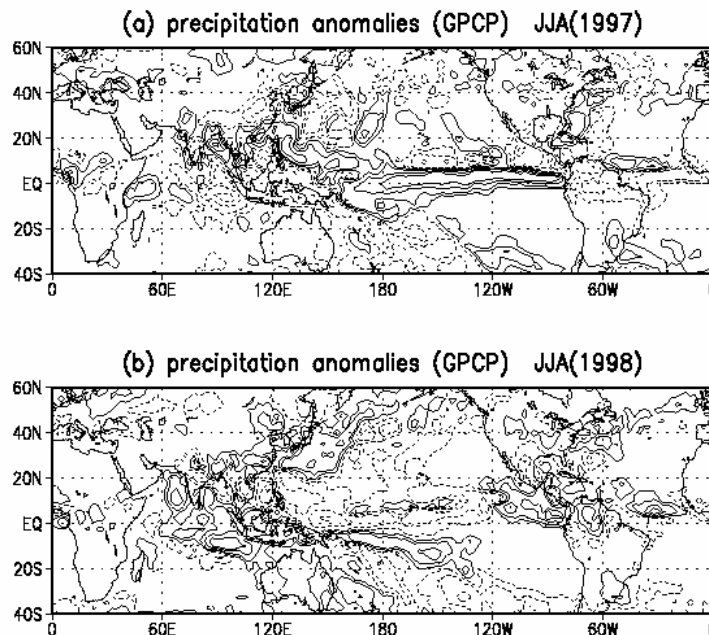 (a) precipitation anomalies (GPCP) JJA(1997)
60N
40N
20N
EQ
20S
40S
0 60E 120E 180 120W 60W
(b) precipitation anomalies (GPCP) JJA(1998)
60N
40N
20N
EQ
20S
40S
0 60E 120E 180 120W 60W